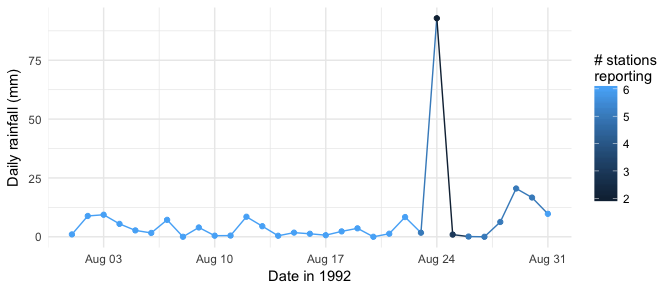 Daily rainfall (mm)
75
50
25
0
Aug 03
Aug 10
Aug 17
Aug 24
Aug 31
Date in 1992
# stations
reporting
6
5
4
3
2